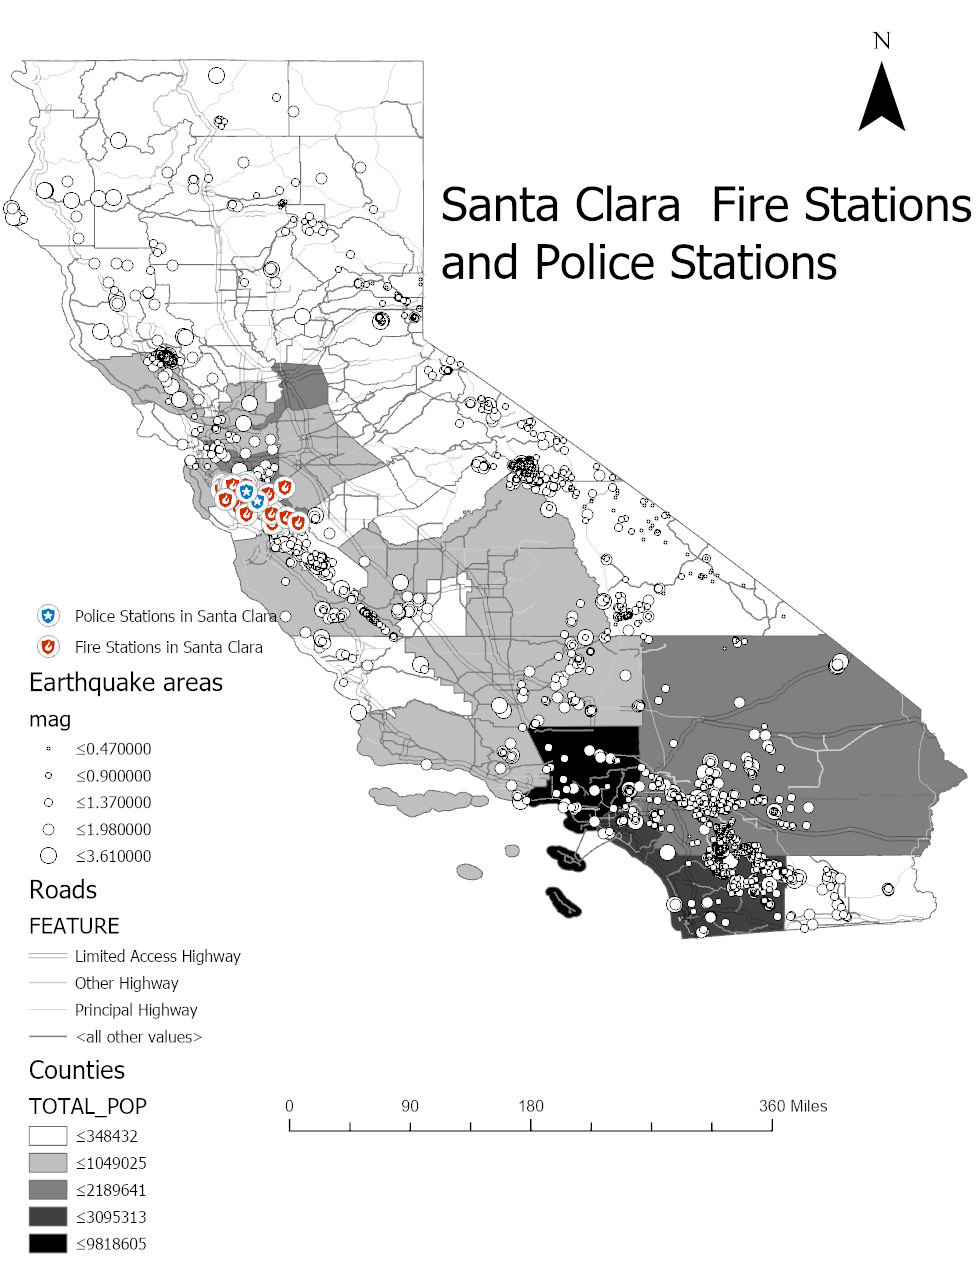 N
Santa Clara  Fire Stations
and Police Stations
Police Stations in Santa Clara
Fire Stations in Santa Clara
Earthquake areas
mag
≤0.470000
≤0.900000
≤1.370000
≤1.980000
≤3.610000
Roads
FEATURE
Limited Access Highway
Other Highway
Principal Highway
<all other values>
Counties
TOTAL_POP
≤348432
≤1049025
≤2189641
≤3095313
≤9818605
0 90 180 360 Miles